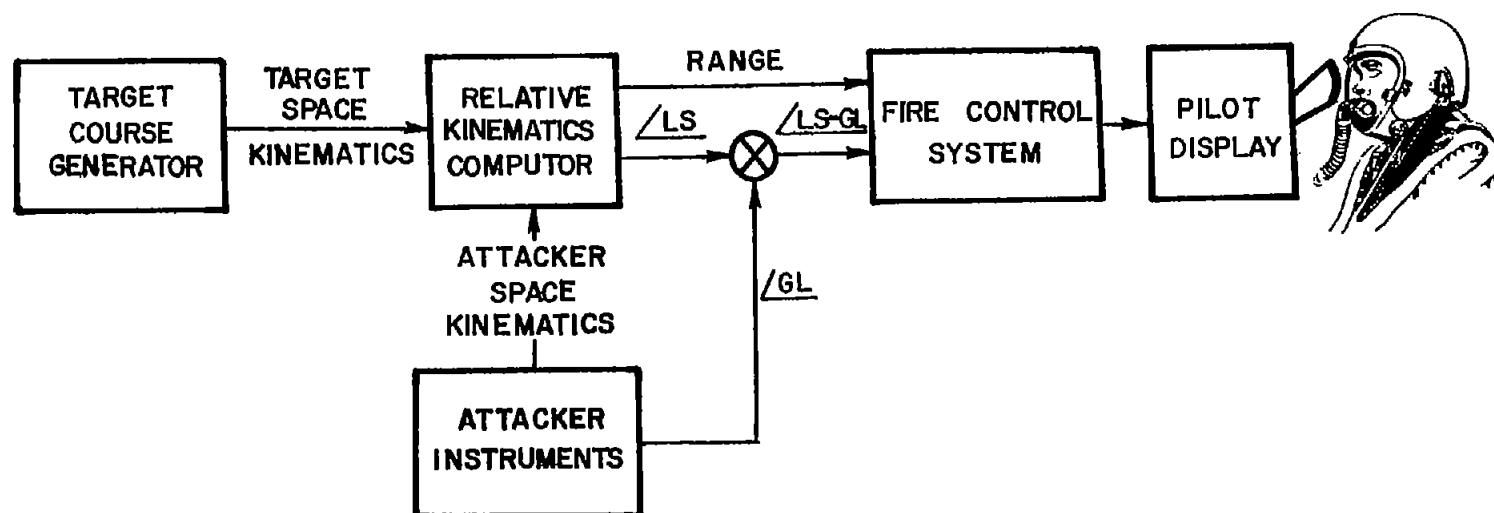 TARGET
COURSE
GENERATOR
TARGET
SPACE
KINEMATICS
RELATIVE
KINEMATICS
COMPUTOR
RANGE
∠LS
∠LS-GL
FIRE CONTROL
SYSTEM
PILOT
DISPLAY
ATTACKER
SPACE
KINEMATICS
∠GL
ATTACKER
INSTRUMENTS